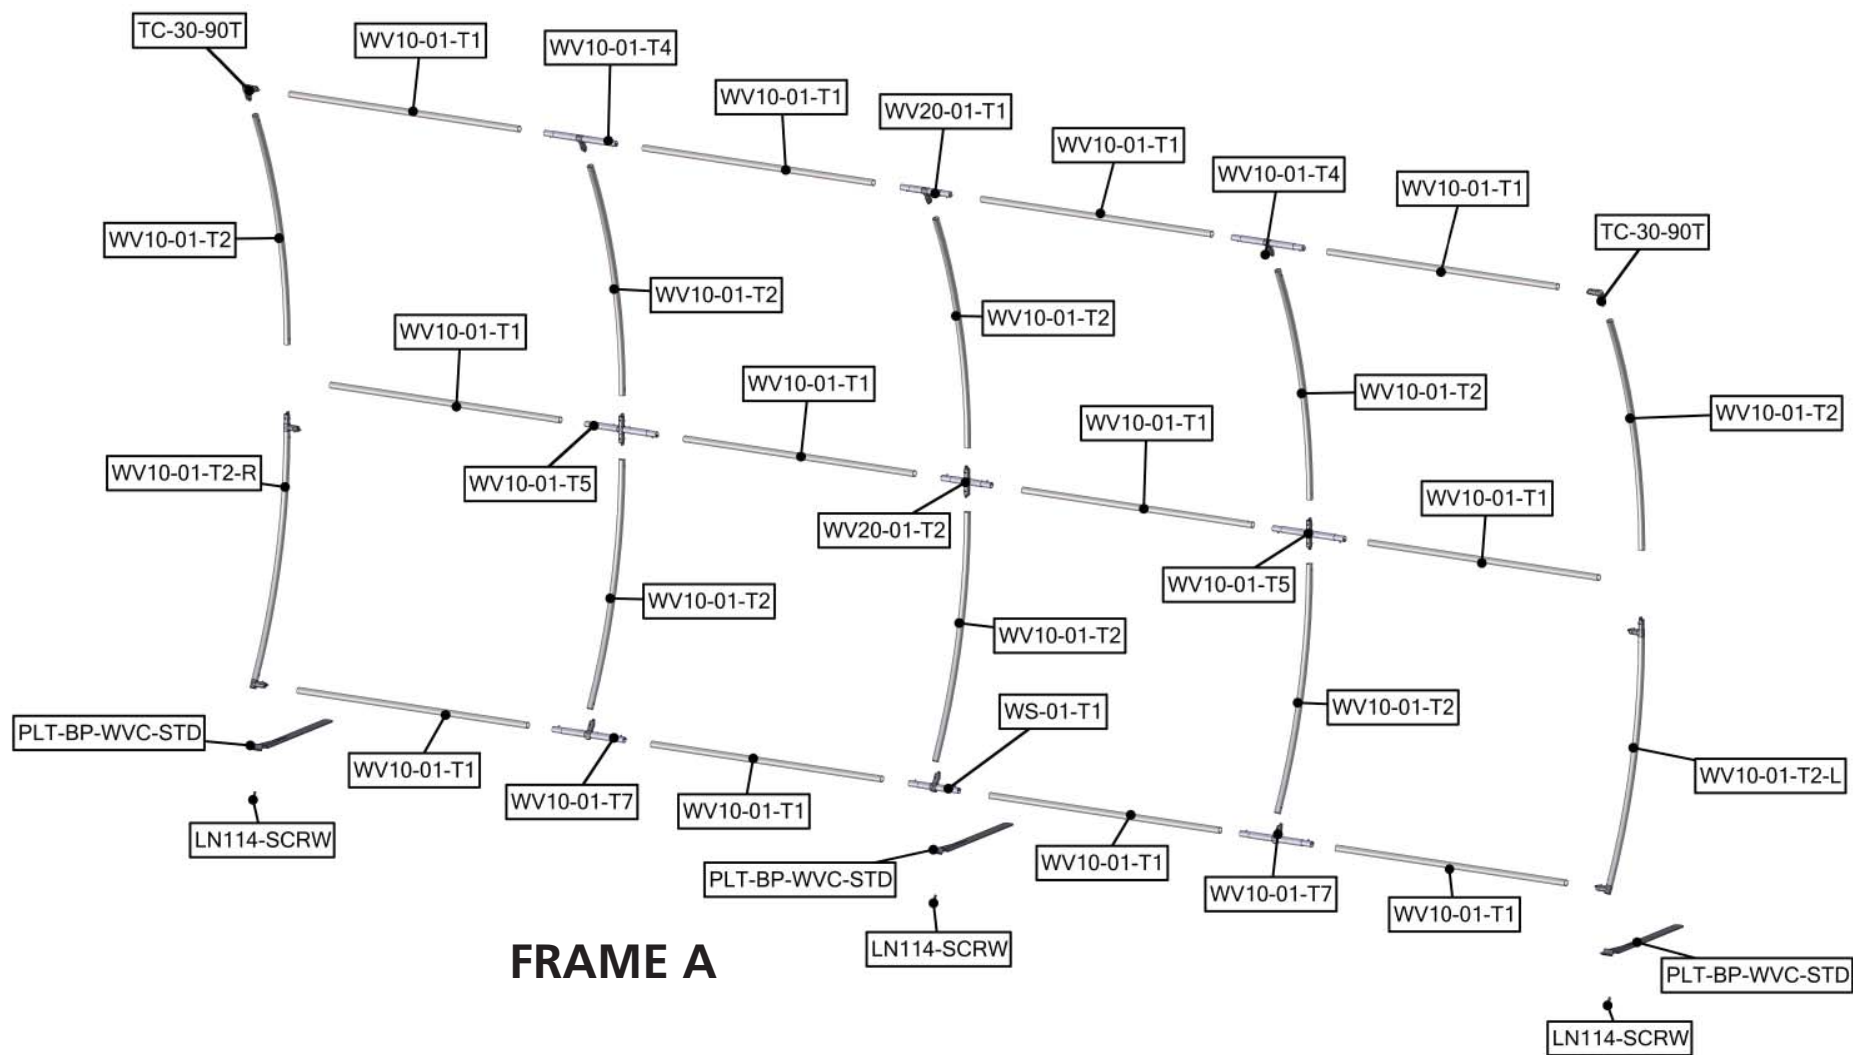 TC-30-90T
WV10-01-T1
WV10-01-T4
WV10-01-T1
WV20-01-T1
WV10-01-T1
WV10-01-T4
WV10-01-T1
TC-30-90T
WV10-01-T2
WV10-01-T2
WV10-01-T2
WV10-01-T2
WV10-01-T2
WV10-01-T1
WV10-01-T1
WV10-01-T1
WV10-01-T1
WV10-01-T2-R
WV10-01-T5
WV20-01-T2
WV10-01-T5
WV10-01-T2
WV10-01-T2
WV10-01-T2
WV10-01-T2-L
PLT-BP-WVC-STD
WV10-01-T1
WV10-01-T7
WV10-01-T1
WS-01-T1
WV10-01-T1
WV10-01-T7
WV10-01-T1
LN114-SCRW
PLT-BP-WVC-STD
LN114-SCRW
PLT-BP-WVC-STD
LN114-SCRW
FRAME A